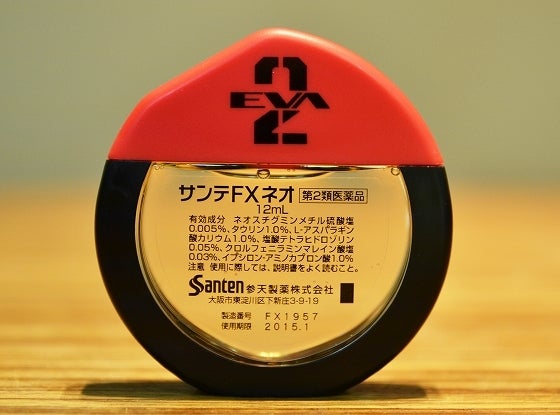 EVA
2
サンテFXネオ 第2類医薬品
12mL
有効成分 ネオスチグミンメチル硫酸塩
0.005%、タウリン1.0%、L-アスパラギン
酸カリウム1.0%、塩酸テトラヒドロゾリン
0.05%、クロルフェニラミンマレイン酸塩
0.03%、イプシロン-アミノカプロン酸1.0%
注意 使用に際しては、説明書をよく読むこと。
Santen 参天製薬株式会社
大阪市東淀川区下新庄3-9-19
製造番号 FX1957
使用期限 2015.1